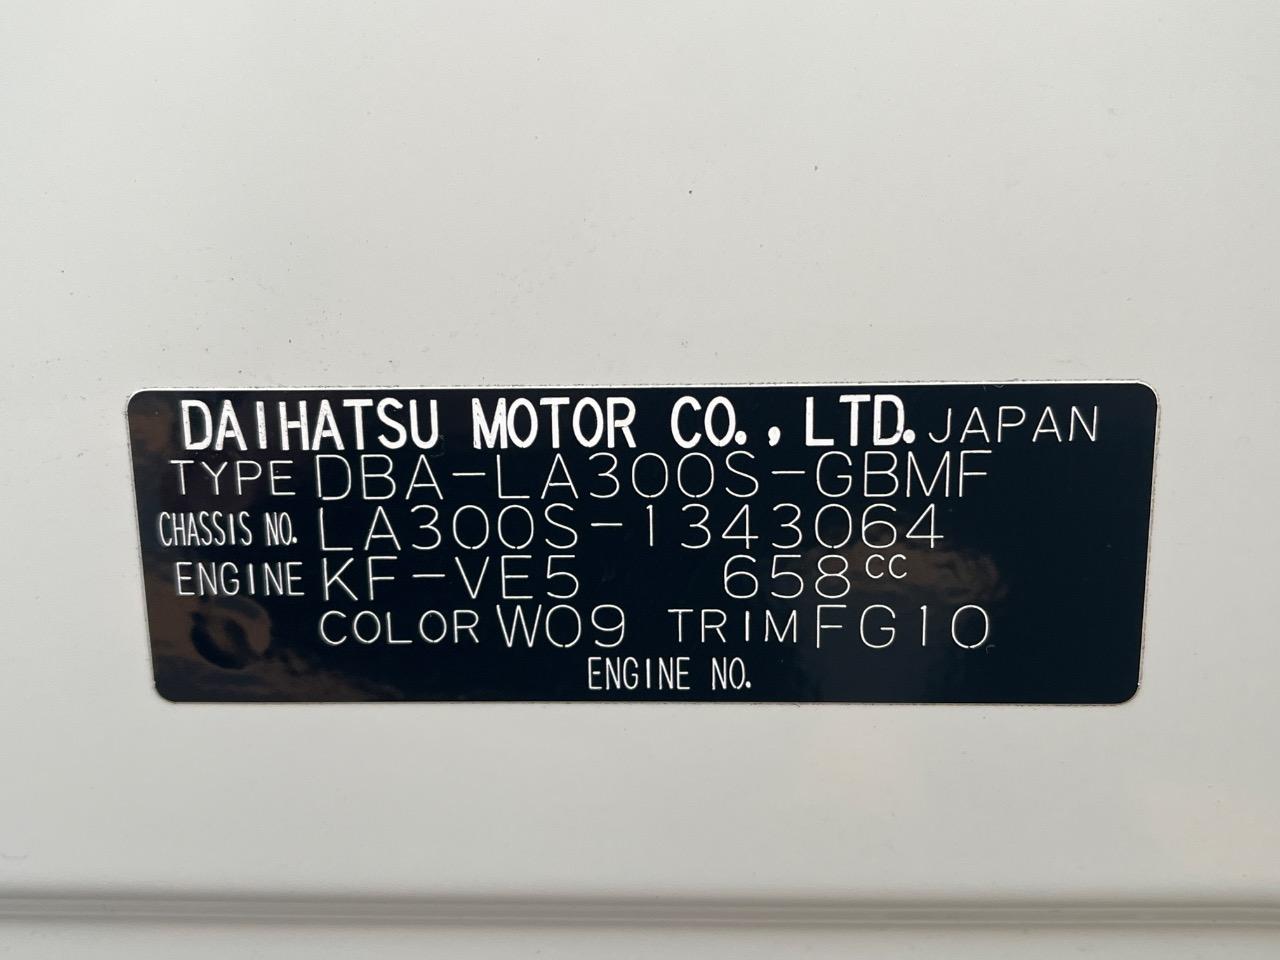 DAIHATSU MOTOR CO., LTD. JAPAN
TYPE DBA-LA300S-GBMF
CHASSIS NO. LA300S-1343064
ENGINE KF-VE5 658cc
COLOR W09 TRIM FG10
ENGINE NO.